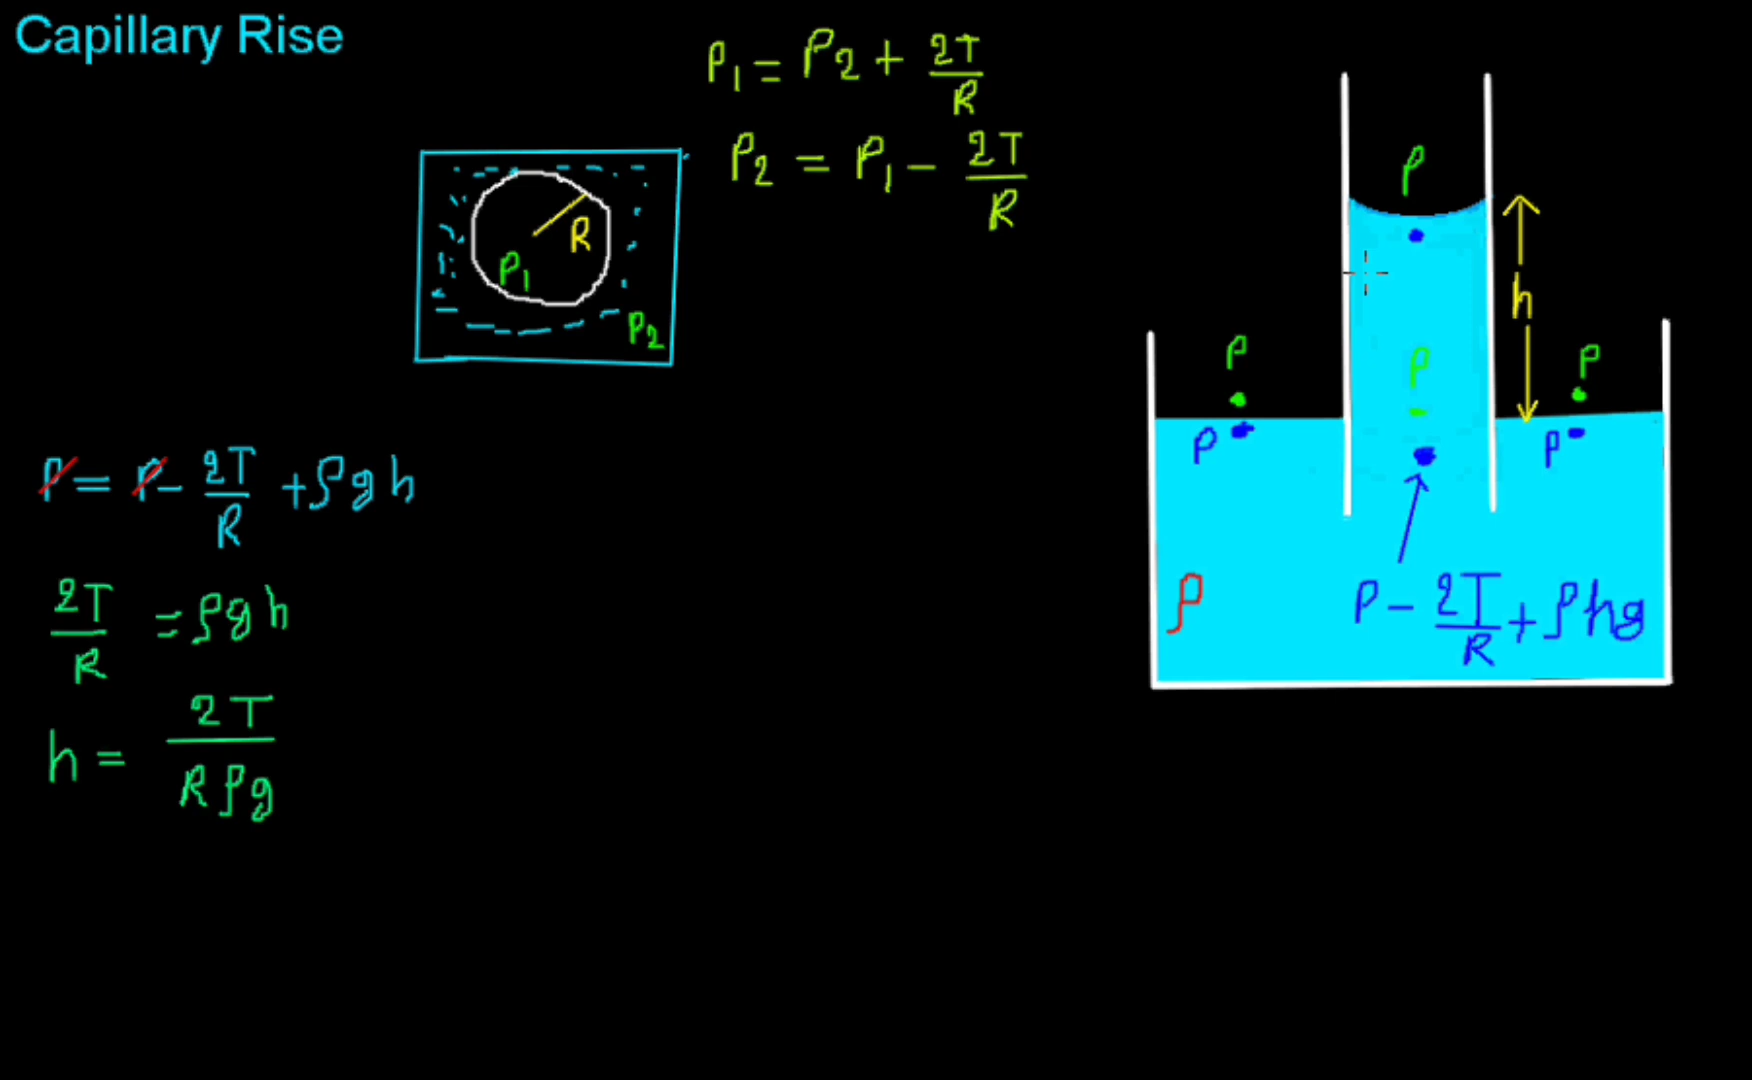 Capillary Rise
P₁ = P₂ + 2T/R
P₂ = P₁ - 2T/R
R
P₁
P₂
P = P - 2T/R + ρgh
2T/R = ρgh
h = 2T/Rρg
P
h
P
P
P
P
P
ρ
P - 2T/R + ρhg